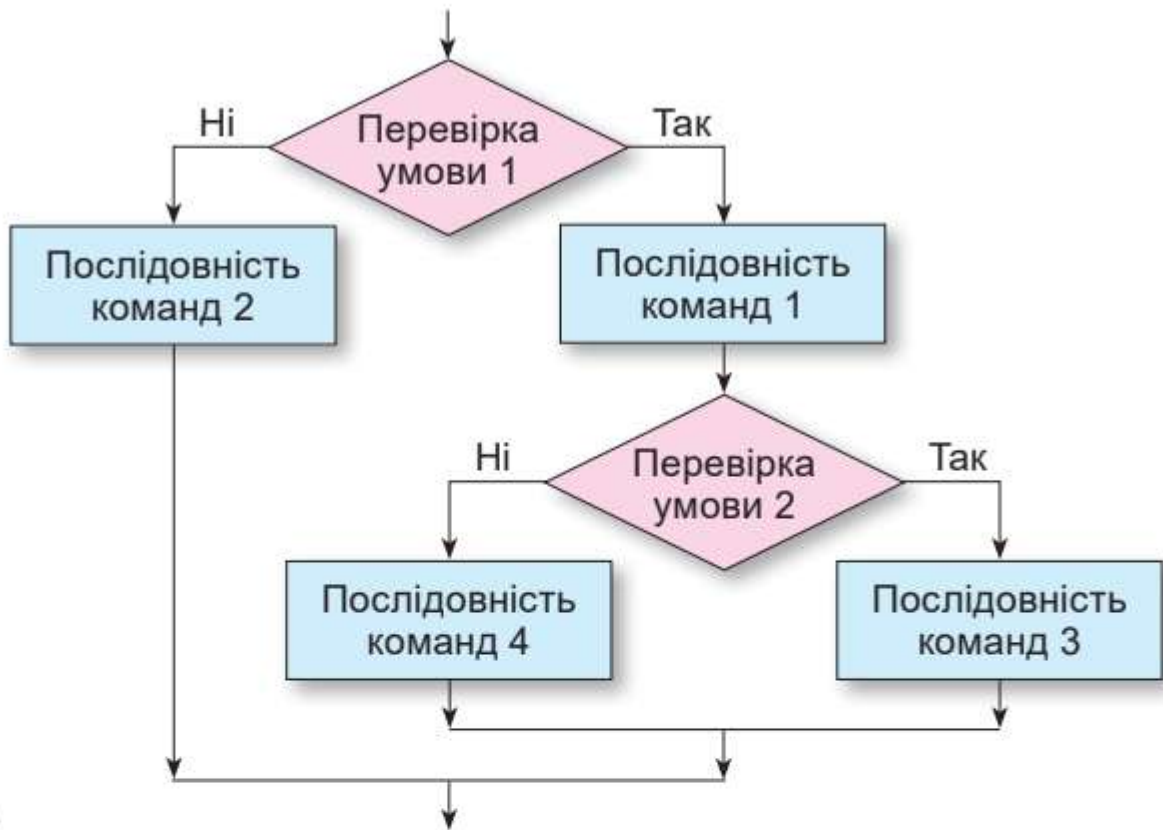 Перевірка
умови 1
Ні
Так
Послідовність
команд 2
Послідовність
команд 1
Перевірка
умови 2
Ні
Так
Послідовність
команд 4
Послідовність
команд 3